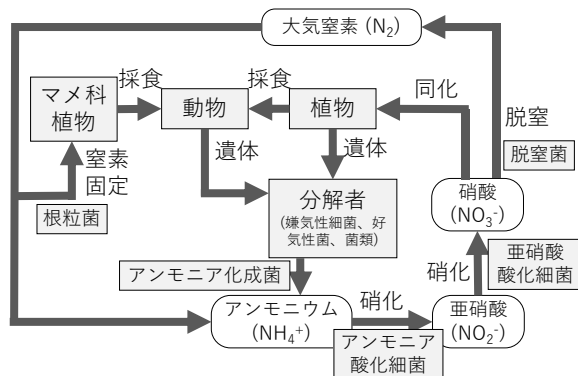 大気窒素 (N₂)
採食
採食
同化
マメ科
植物
動物
植物
脱窒
脱窒菌
窒素
固定
遺体
遺体
根粒菌
分解者
(嫌気性細菌、好
気性菌、菌類)
硝酸
(NO₃⁻)
アンモニア化成菌
硝化
亜硝酸
酸化細菌
アンモニウム
(NH₄⁺)
硝化
亜硝酸
(NO₂⁻)
アンモニア
酸化細菌